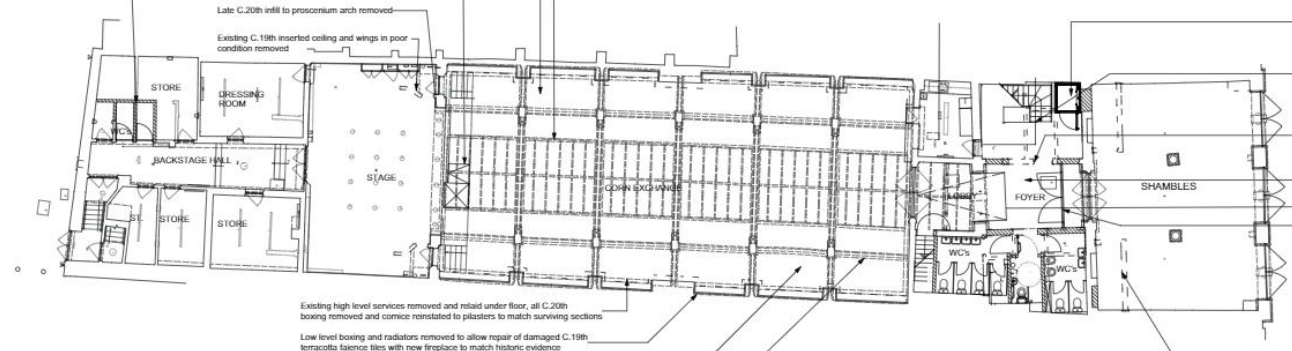 Late C.20th infill to proscenium arch removed
Existing C.19th inserted ceiling and wings in poor
condition removed
STORE
DRESSING
ROOM
WC's
BACKSTAGE HALL
STAGE
CORN EXCHANGE
LOBBY
FOYER
SHAMBLES
ST.
STORE
STORE
WC's
WC's
Existing high level services removed and relaid under floor, all C.20th
boxing removed and cornice reinstated to pilasters to match surviving sections
Low level boxing and radiators removed to allow repair of damaged C.19th
terracotta faience tiles with new fireplace to match historic evidence